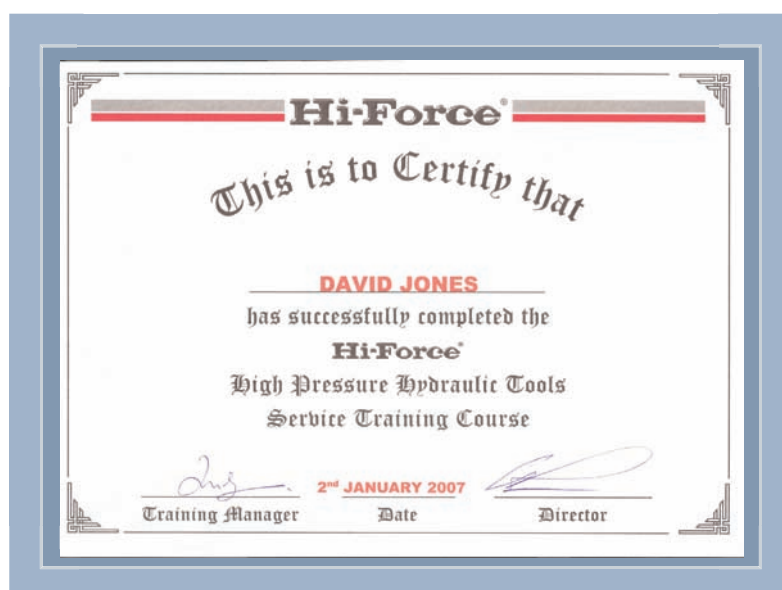 Hi-Force®
This is to Certify that
DAVID JONES
has successfully completed the
Hi-Force®
High Pressure Hydraulic Tools
Service Training Course
2nd JANUARY 2007
Training Manager Date Director